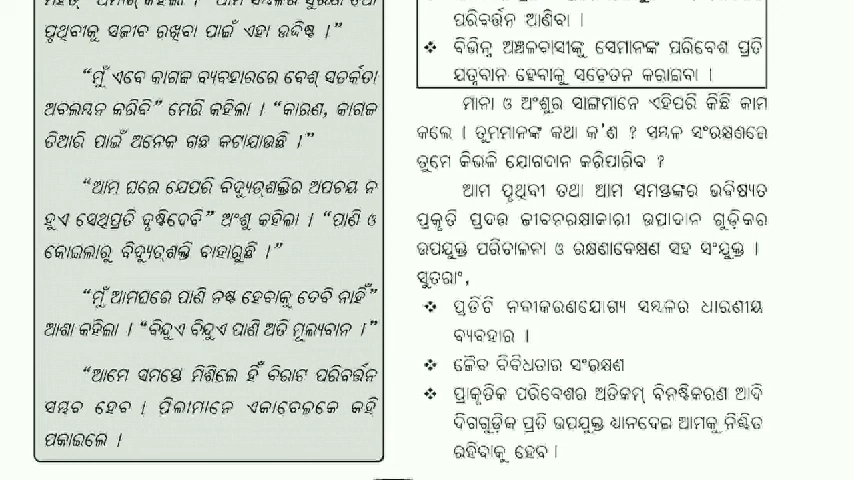 ପୃଥିବୀକୁ ସଜୀବ ରଖିବା ପାଇଁ ଏହା ଉଦ୍ଦିଷ୍ଟ ।”
“ମୁଁ ଏବେ କାଗଜ ବ୍ୟବହାରରେ ବେଶ୍ ସତର୍କତା
ଅବଲମ୍ବନ କରିବି” ମେରି କହିଲା । “କାରଣ, କାଗଜ
ତିଆରି ପାଇଁ ଅନେକ ଗଛ କଟାଯାଉଛି ।”
“ଆମ ଘରେ ଯେପରି ବିଦ୍ୟୁତ୍‌ଶକ୍ତିର ଅପଚୟ ନ
ହୁଏ ସେଥିପ୍ରତି ଦୃଷ୍ଟିଦେବି” ଅଂଶୁ କହିଲା । “ପାଣି ଓ
କୋଇଲାରୁ ବିଦ୍ୟୁତ୍‌ଶକ୍ତି ବାହାରୁଛି ।”
“ମୁଁ ଆମଘରେ ପାଣି ନଷ୍ଟ ହେବାକୁ ଦେବି ନାହିଁ”
ଆଶା କହିଲା । “ବିନ୍ଦୁଏ ବିନ୍ଦୁଏ ପାଣି ଅତି ମୂଲ୍ୟବାନ ।”
“ଆମେ ସମସ୍ତେ ମିଶିଲେ ହିଁ ବିରାଟ ପରିବର୍ତ୍ତନ
ସମ୍ଭବ ହେବ । ପିଲାମାନେ ଏକାବେଳକେ କହି
ପକାଇଲେ ।
ପରିବର୍ତ୍ତନ ଆଣିବା ।
❖ ବିଭିନ୍ନ ଅଞ୍ଚଳବାସୀଙ୍କୁ ସେମାନଙ୍କ ପରିବେଶ ପ୍ରତି
ଯତ୍ନବାନ ହେବାକୁ ସଚେତନ କରାଇବା ।
ମାନା ଓ ଅଂଶୁର ସାଙ୍ଗମାନେ ଏହିପରି କିଛି କାମ
କଲେ । ତୁମମାନଙ୍କ କଥା କ'ଣ ? ସମ୍ବଳ ସଂରକ୍ଷଣରେ
ତୁମେ କିଭଳି ଯୋଗଦାନ କରିପାରିବ ?
ଆମ ପୃଥିବୀ ତଥା ଆମ ସମସ୍ତଙ୍କର ଭବିଷ୍ୟତ
ପ୍ରକୃତି ପ୍ରଦତ୍ତ ଜୀବନରକ୍ଷାକାରୀ ଉପାଦାନ ଗୁଡ଼ିକର
ଉପଯୁକ୍ତ ପରିଚାଳନା ଓ ରକ୍ଷଣାବେକ୍ଷଣ ସହ ସଂଯୁକ୍ତ ।
ସୁତରାଂ,
❖ ପ୍ରତିଟି ନବୀକରଣଯୋଗ୍ୟ ସମ୍ବଳର ଧାରଣୀୟ
ବ୍ୟବହାର ।
❖ ଜୈବ ବିବିଧତାର ସଂରକ୍ଷଣ
❖ ପ୍ରାକୃତିକ ପରିବେଶର ଅତିକମ୍ ବିନଷ୍ଟିକରଣ ଆଦି
ଦିଗଗୁଡ଼ିକ ପ୍ରତି ଉପଯୁକ୍ତ ଧ୍ୟାନଦେଇ ଆମକୁ ନିଶ୍ଚିତ
ରହିବାକୁ ହେବ ।